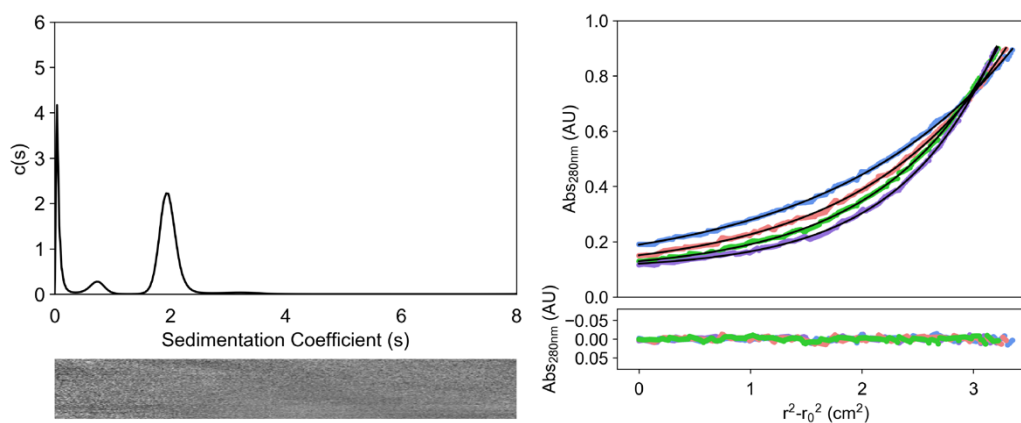 6
5
4
3
2
1
0
c(s)
0 2 4 6 8
Sedimentation Coefficient (s)
1.0
0.8
0.6
0.4
0.2
0.0
Abs280nm (AU)
−0.05
0.00
0.05
Abs280nm (AU)
0 1 2 3
r²-r₀² (cm²)